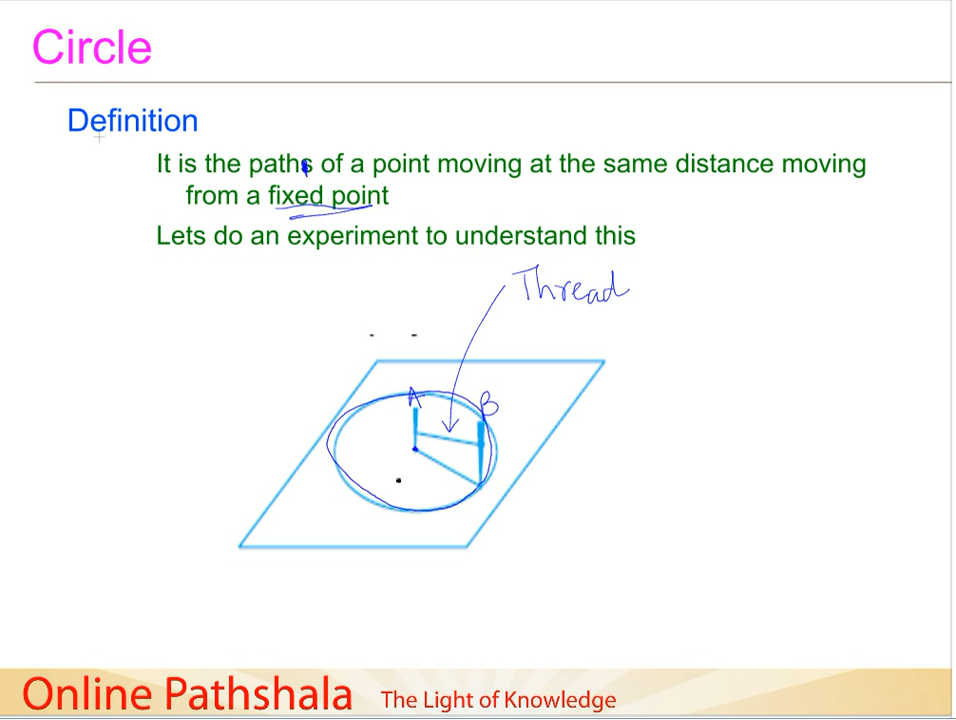 Circle
Definition
It is the paths of a point moving at the same distance moving
from a fixed point
Lets do an experiment to understand this
Thread
A
B
Online Pathshala The Light of Knowledge